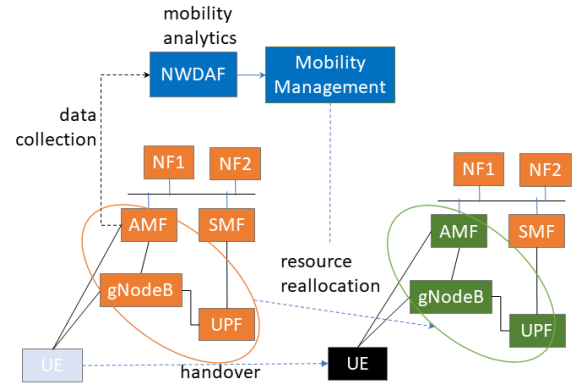 mobility
analytics
NWDAF
Mobility
Management
data
collection
NF1
NF2
AMF
SMF
gNodeB
UPF
UE
handover
resource
reallocation
NF1
NF2
AMF
SMF
gNodeB
UPF
UE